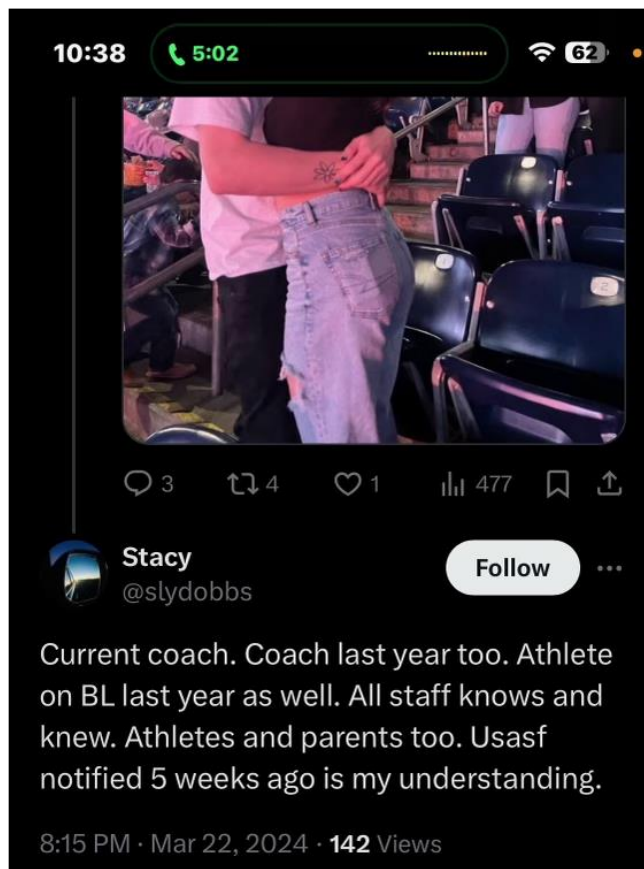 10:38 5:02 62
1
2
3 4 1 477
Stacy
Follow
@slydobbs
Current coach. Coach last year too. Athlete
on BL last year as well. All staff knows and
knew. Athletes and parents too. Usasf
notified 5 weeks ago is my understanding.
8:15 PM · Mar 22, 2024 · 142 Views